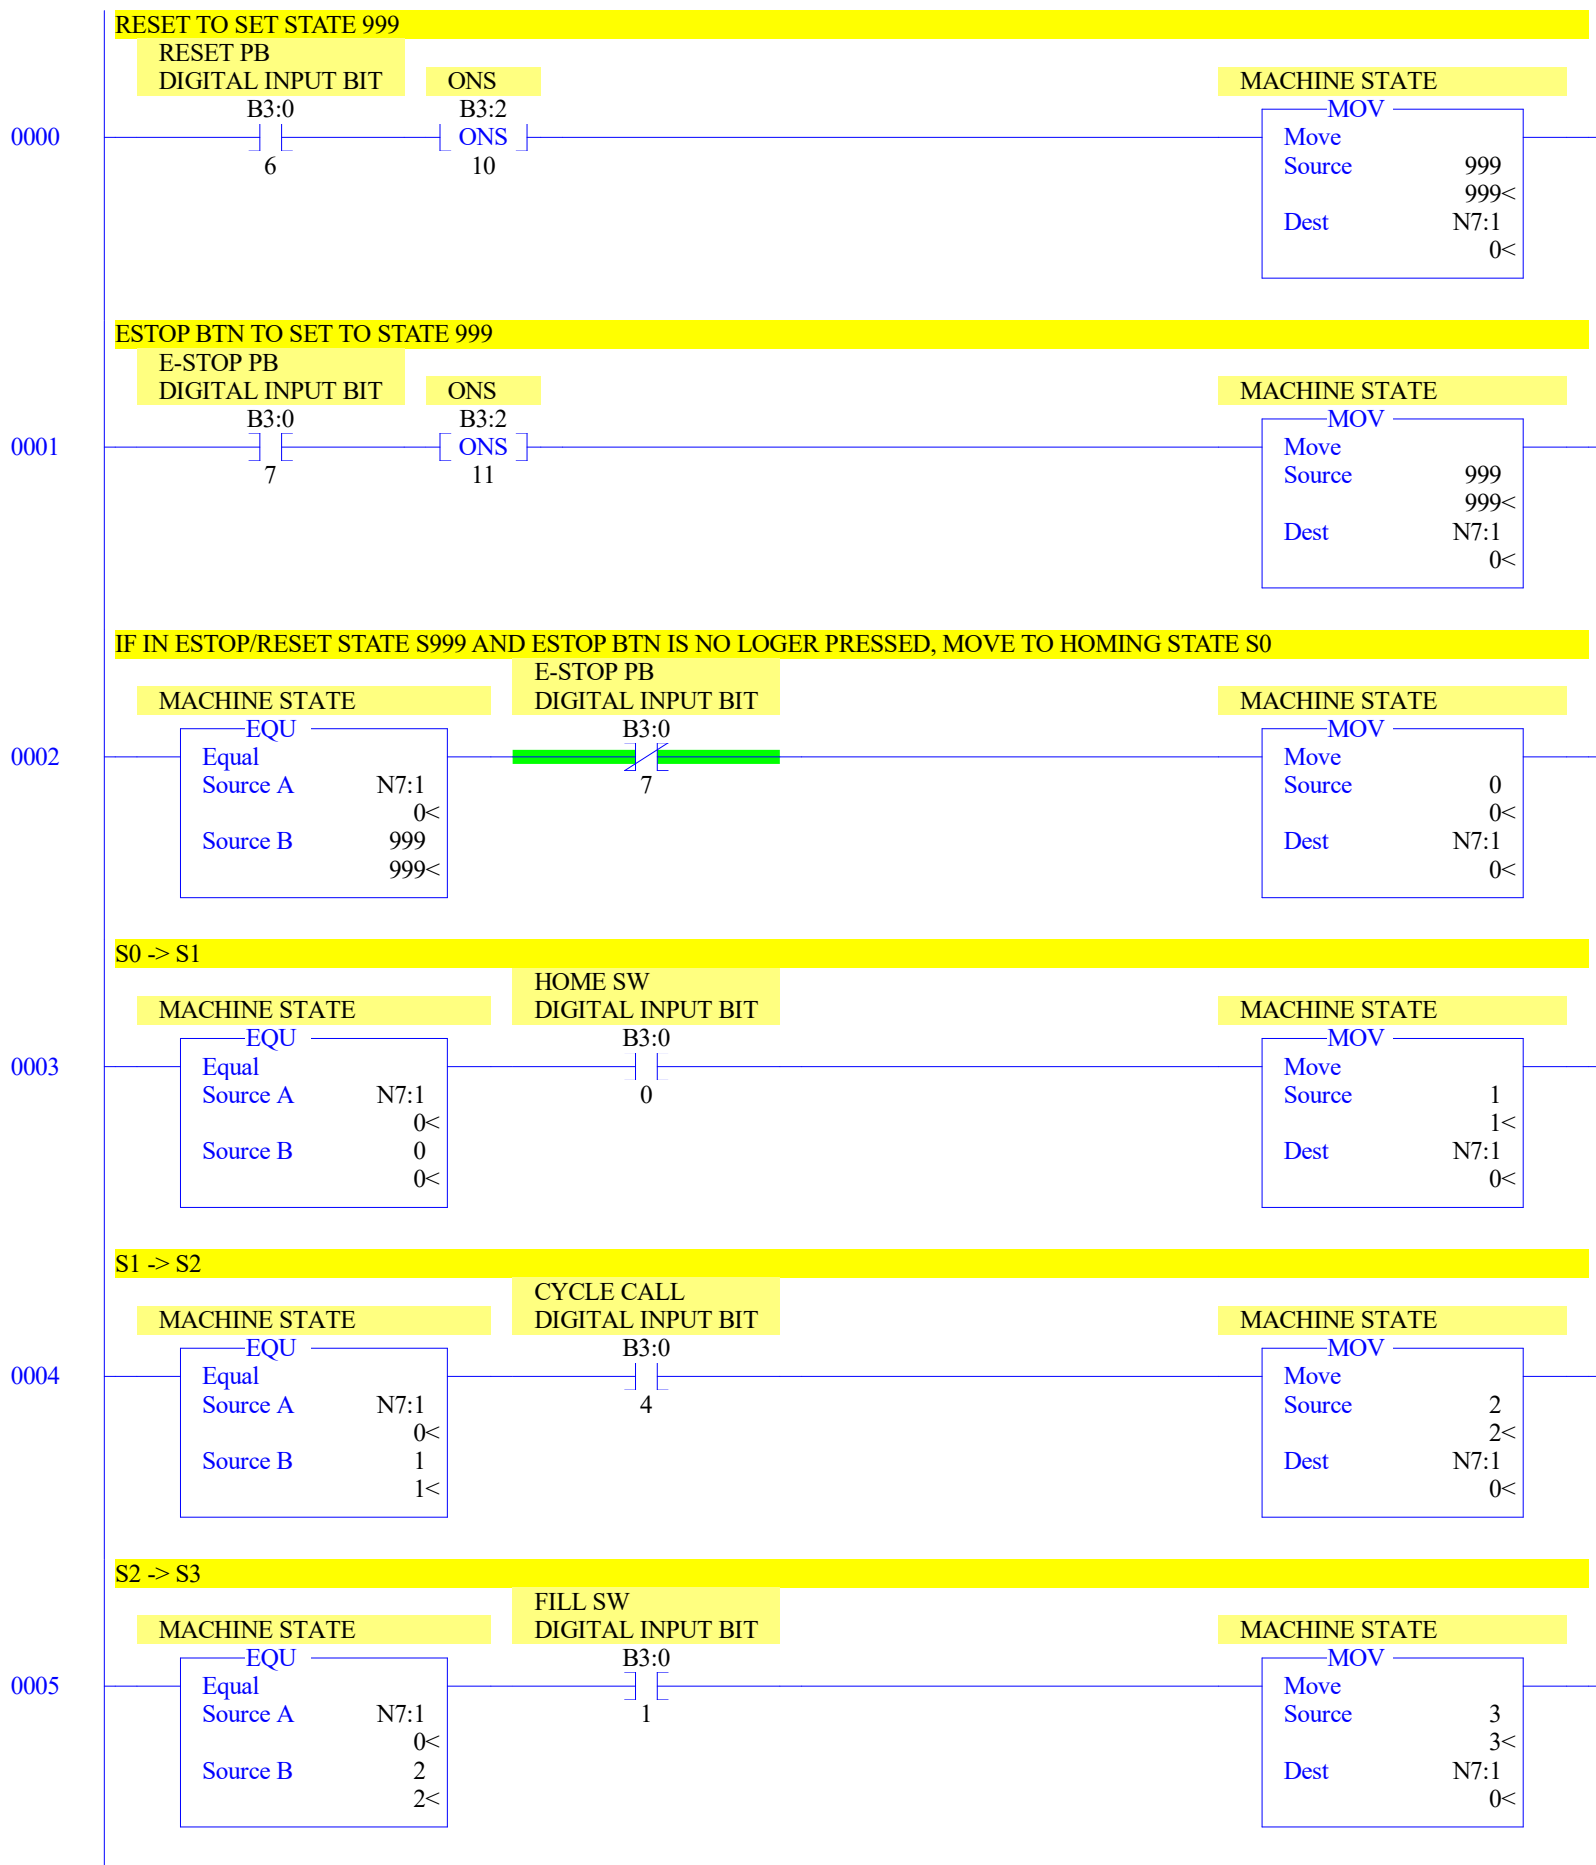 RESET TO SET STATE 999
RESET PB
DIGITAL INPUT BIT ONS MACHINE STATE
B3:0 B3:2 MOV
0000 ONS Move
6 10 Source 999
999<
Dest N7:1
0<
ESTOP BTN TO SET TO STATE 999
E-STOP PB
DIGITAL INPUT BIT ONS MACHINE STATE
B3:0 B3:2 MOV
0001 ONS Move
7 11 Source 999
999<
Dest N7:1
0<
IF IN ESTOP/RESET STATE S999 AND ESTOP BTN IS NO LOGER PRESSED, MOVE TO HOMING STATE S0
E-STOP PB
MACHINE STATE DIGITAL INPUT BIT MACHINE STATE
EQU B3:0 MOV
0002 Equal Move
Source A N7:1 7 Source 0
0< 0<
Source B 999 Dest N7:1
999< 0<
S0 -> S1
HOME SW
MACHINE STATE DIGITAL INPUT BIT MACHINE STATE
EQU B3:0 MOV
0003 Equal Move
Source A N7:1 0 Source 1
0< 1<
Source B 0 Dest N7:1
0< 0<
S1 -> S2
CYCLE CALL
MACHINE STATE DIGITAL INPUT BIT MACHINE STATE
EQU B3:0 MOV
0004 Equal Move
Source A N7:1 4 Source 2
0< 2<
Source B 1 Dest N7:1
1< 0<
S2 -> S3
FILL SW
MACHINE STATE DIGITAL INPUT BIT MACHINE STATE
EQU B3:0 MOV
0005 Equal Move
Source A N7:1 1 Source 3
0< 3<
Source B 2 Dest N7:1
2< 0<